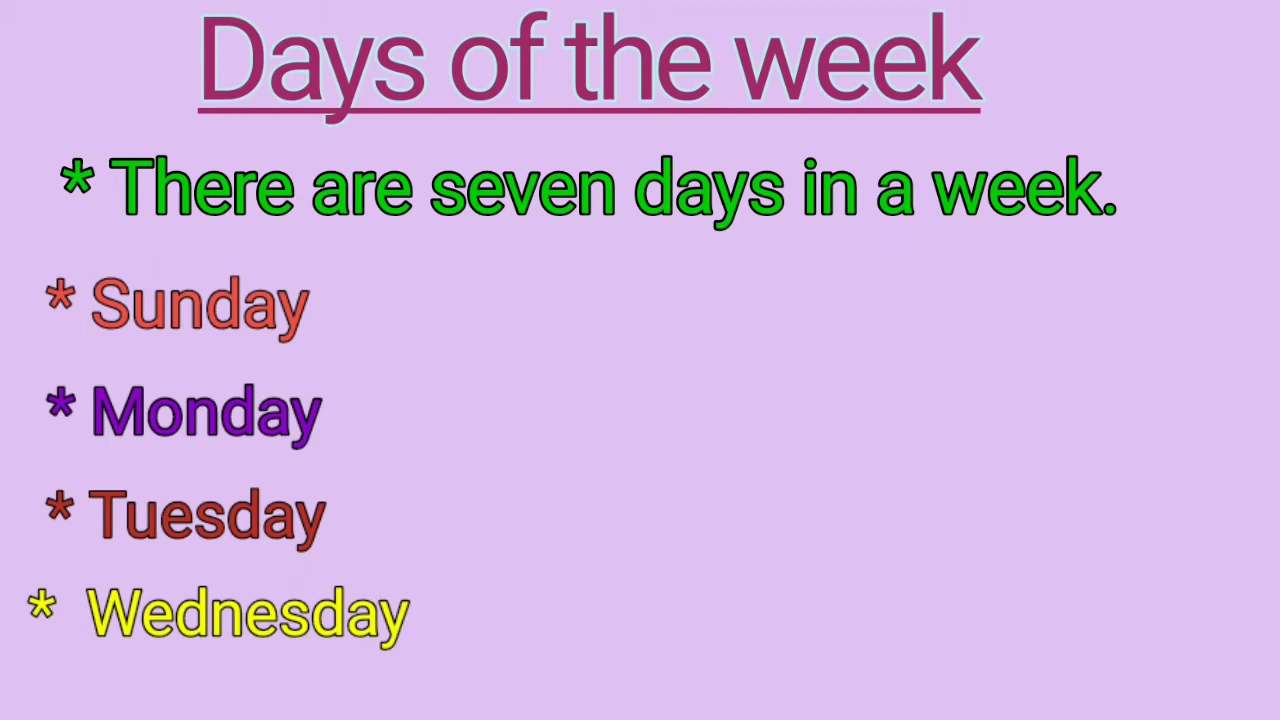 Days of the week
* There are seven days in a week.
* Sunday
* Monday
* Tuesday
* Wednesday